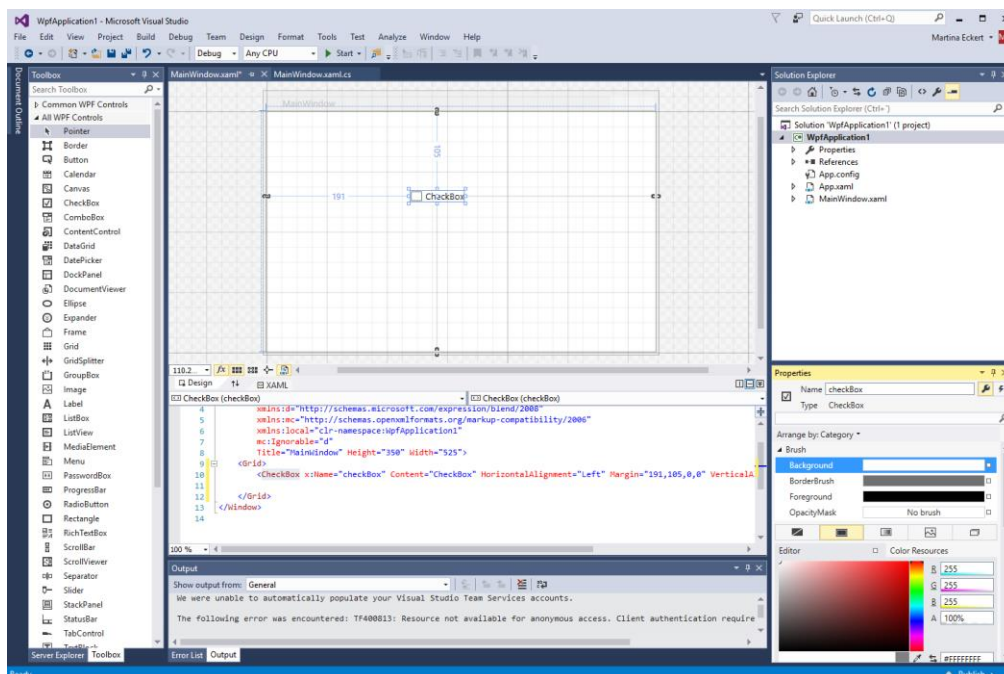 WpfApplication1 - Microsoft Visual Studio
Quick Launch (Ctrl+Q)
File Edit View Project Build Debug Team Design Format Tools Test Analyze Window Help
Martina Eckert
Debug Any CPU Start
Document Outline
Toolbox
Search Toolbox
Common WPF Controls
All WPF Controls
Pointer
Border
Button
Calendar
Canvas
CheckBox
ComboBox
ContentControl
DataGrid
DatePicker
DockPanel
DocumentViewer
Ellipse
Expander
Frame
Grid
GridSplitter
GroupBox
Image
Label
ListBox
ListView
MediaElement
Menu
PasswordBox
ProgressBar
RadioButton
Rectangle
RichTextBox
ScrollBar
ScrollViewer
Separator
Slider
StackPanel
StatusBar
TabControl
TextBlock
Server Explorer Toolbox
MainWindow.xaml* MainWindow.xaml.cs
MainWindow
105
191
CheckBox
110.2...
Design XAML
CheckBox (checkBox) CheckBox (checkBox)
4 xmlns:d="http://schemas.microsoft.com/expression/blend/2008"
5 xmlns:mc="http://schemas.openxmlformats.org/markup-compatibility/2006"
6 xmlns:local="clr-namespace:WpfApplication1"
7 mc:Ignorable="d"
8 Title="MainWindow" Height="350" Width="525">
9 <Grid>
10 <CheckBox x:Name="checkBox" Content="CheckBox" HorizontalAlignment="Left" Margin="191,105,0,0" VerticalA
11
12 </Grid>
13 </Window>
14
100 %
Output
Show output from: General
We were unable to automatically populate your Visual Studio Team Services accounts.
The following error was encountered: TF400813: Resource not available for anonymous access. Client authentication require
Error List Output
Solution Explorer
Search Solution Explorer (Ctrl+¨)
Solution 'WpfApplication1' (1 project)
WpfApplication1
Properties
References
App.config
App.xaml
MainWindow.xaml
Properties
Name checkBox
Type CheckBox
Arrange by: Category
Brush
Background
BorderBrush
Foreground
OpacityMask No brush
Editor Color Resources
R 255
G 255
B 255
A 100%
#FFFFFFFF
Ready
Publish